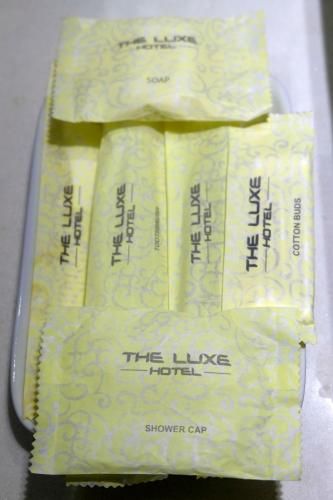 THE LUXE
HOTEL
SOAP
THE LUXE
HOTEL
THE LUXE
HOTEL
TOOTHBRUSH
THE LUXE
HOTEL
THE LUXE
HOTEL
COTTON BUDS
THE LUXE
HOTEL
SHOWER CAP